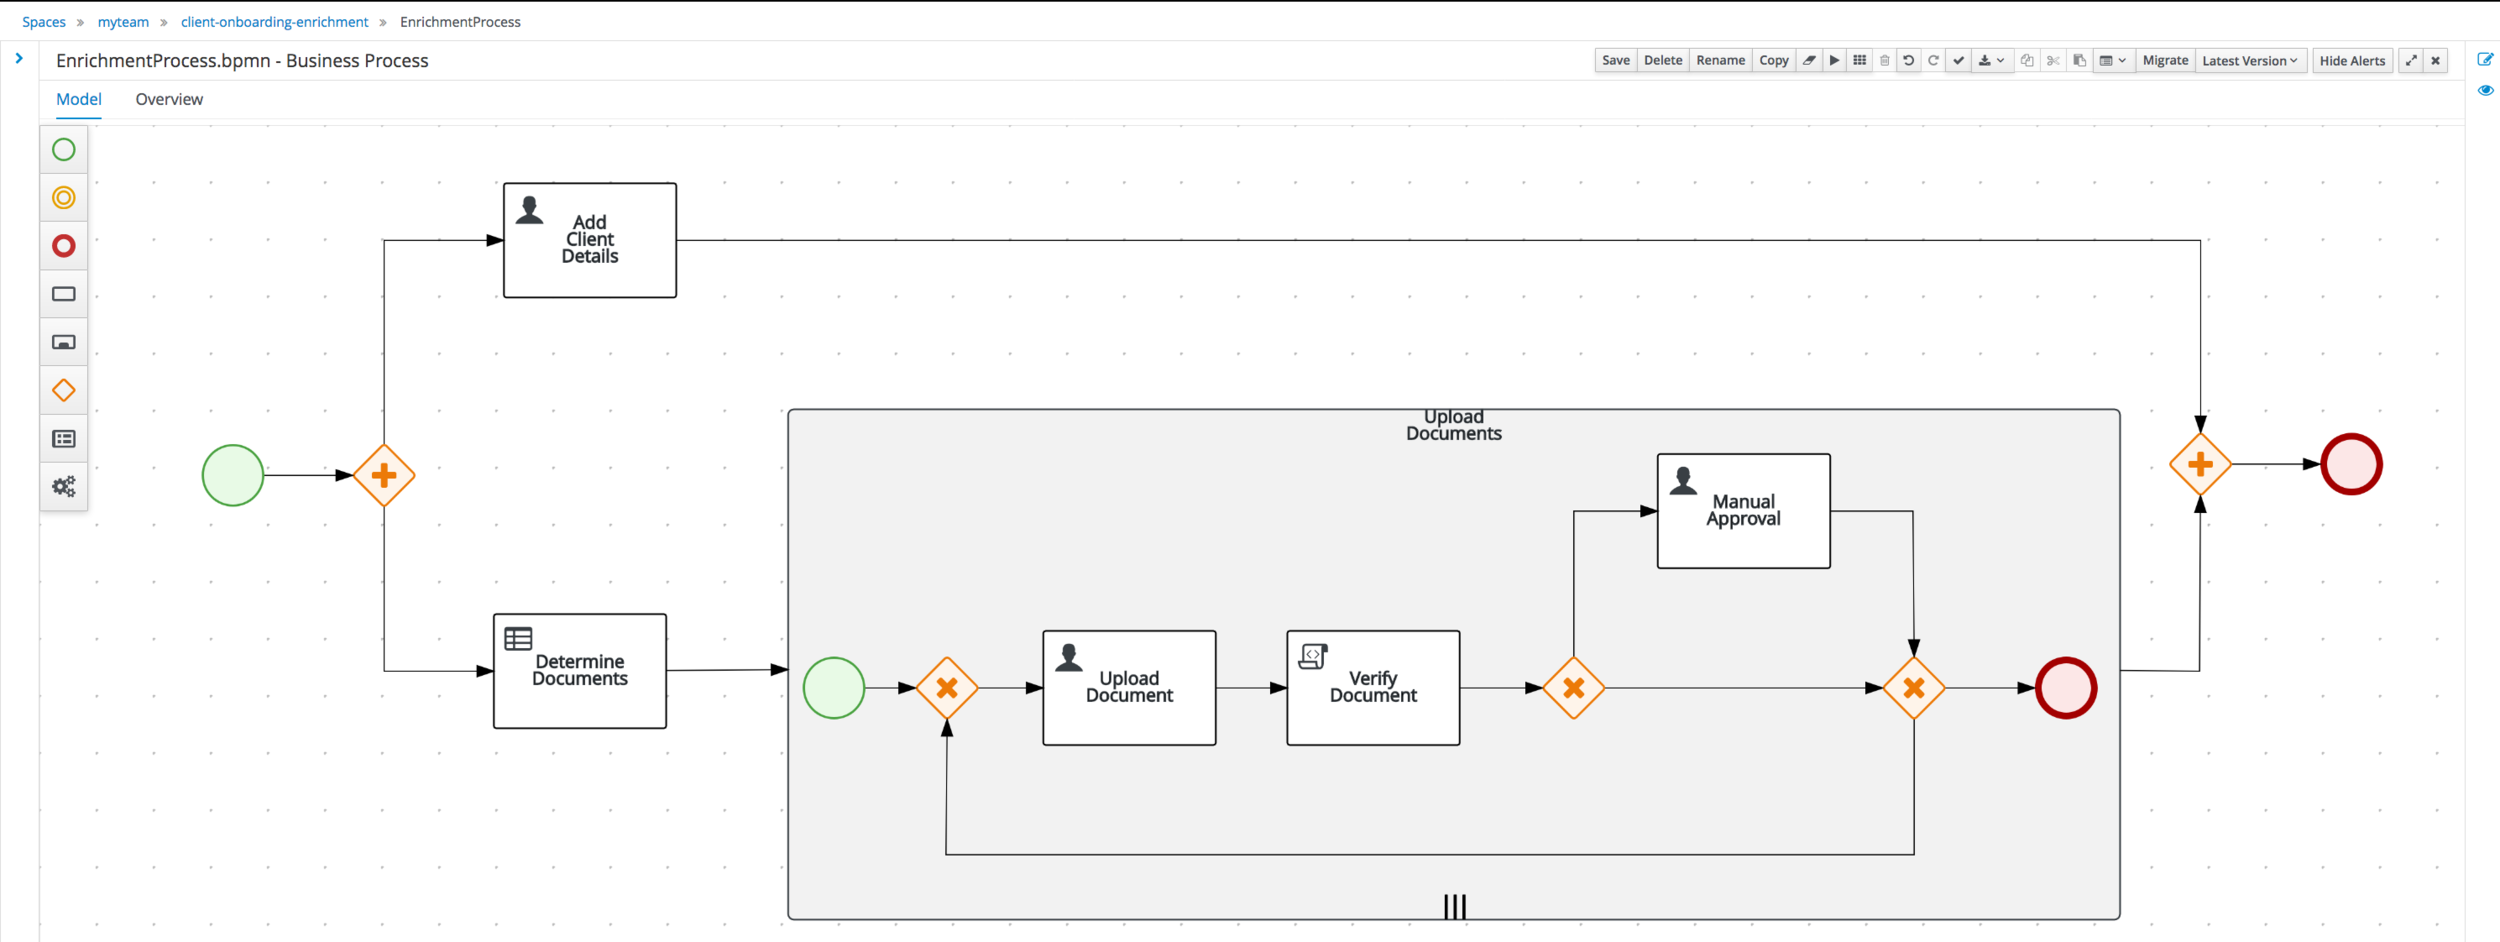 Spaces » myteam » client-onboarding-enrichment » EnrichmentProcess
EnrichmentProcess.bpmn - Business Process
Save Delete Rename Copy Migrate Latest Version Hide Alerts
Model Overview
Add
Client
Details
Upload
Documents
Manual
Approval
Determine
Documents
Upload
Document
Verify
Document